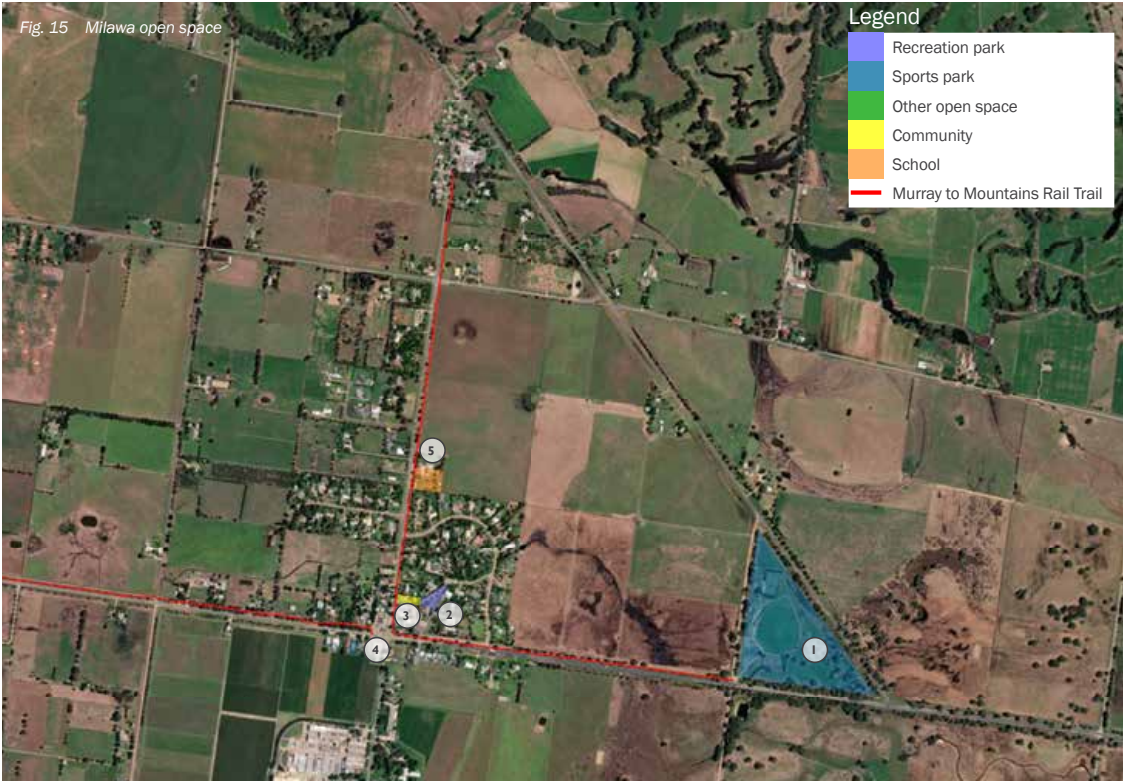 Fig. 15 Milawa open space
Legend
Recreation park
Sports park
Other open space
Community
School
Murray to Mountains Rail Trail
5
3
2
4
1